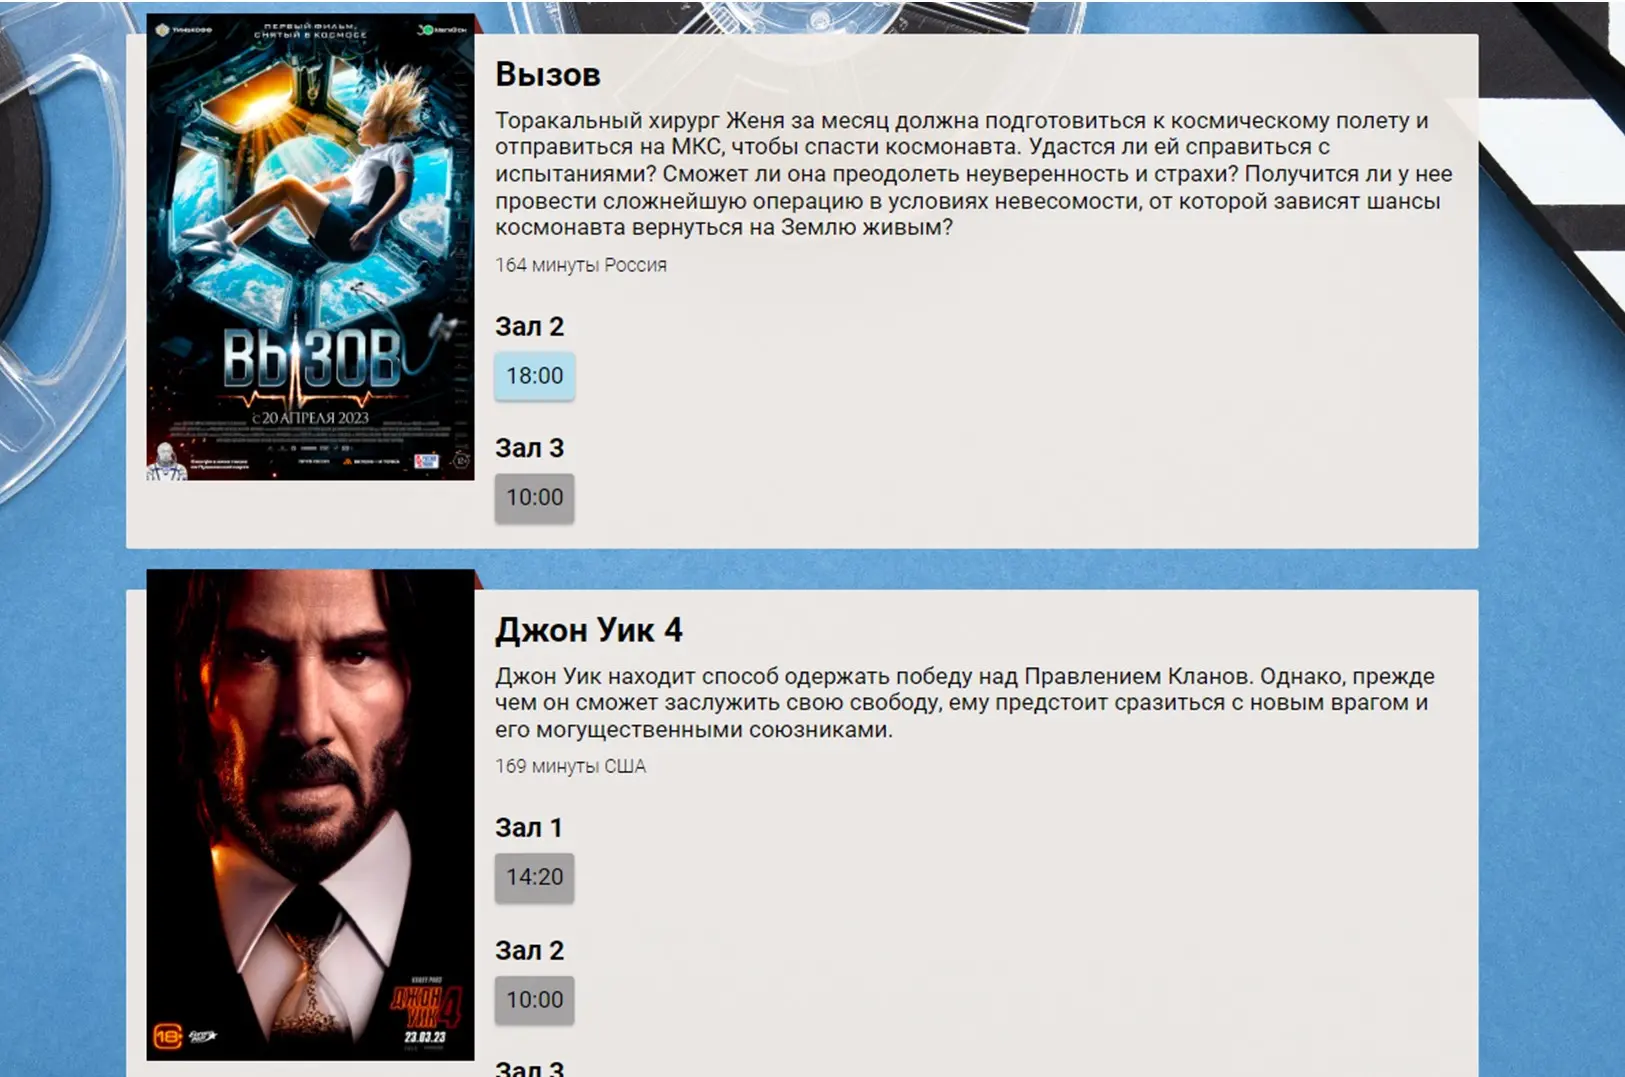 ТИНЬКОФФ
ПЕРВЫЙ ФИЛЬМ,
СНЯТЫЙ В КОСМОСЕ
МегаФон
ВЫЗОВ
с 20 АПРЕЛЯ 2023
12+
Вызов
Торакальный хирург Женя за месяц должна подготовиться к космическому полету и
отправиться на МКС, чтобы спасти космонавта. Удастся ли ей справиться с
испытаниями? Сможет ли она преодолеть неуверенность и страхи? Получится ли у нее
провести сложнейшую операцию в условиях невесомости, от которой зависят шансы
космонавта вернуться на Землю живым?
164 минуты Россия
Зал 2
18:00
Зал 3
10:00
18+
ДЖОН
УИК 4
23.03.23
Джон Уик 4
Джон Уик находит способ одержать победу над Правлением Кланов. Однако, прежде
чем он сможет заслужить свою свободу, ему предстоит сразиться с новым врагом и
его могущественными союзниками.
169 минуты США
Зал 1
14:20
Зал 2
10:00
Зал 3